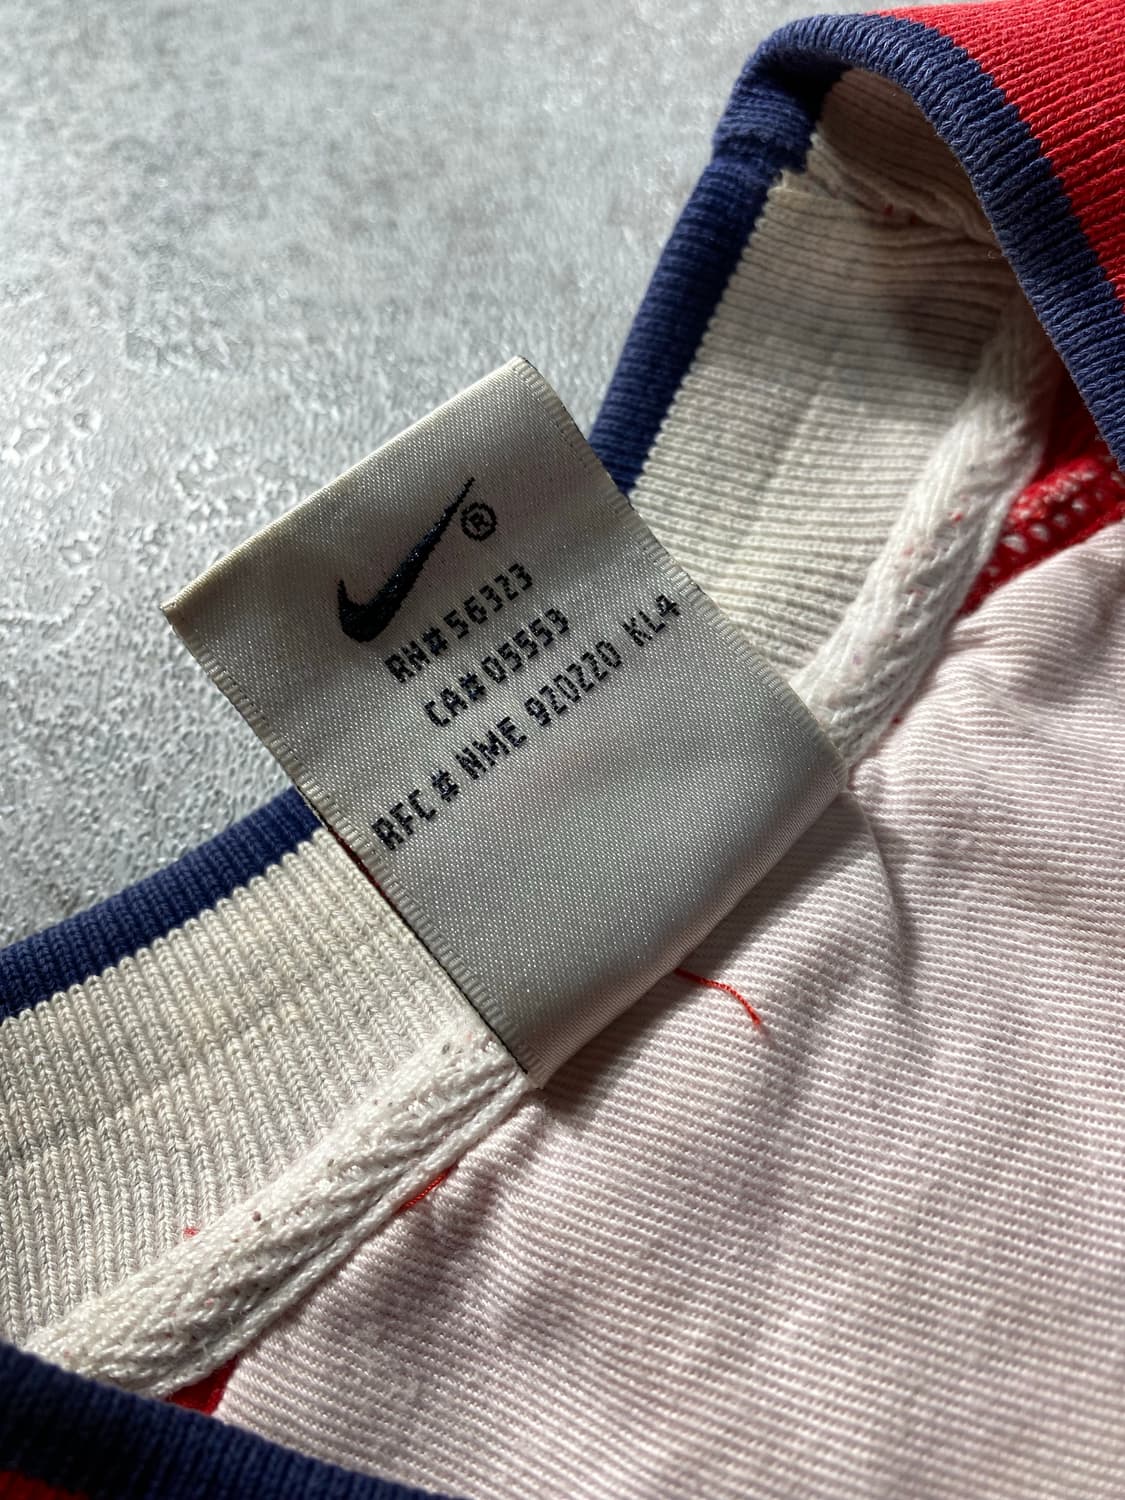 ®
RN# 56323
CA# 05553
RFC # NME 920220 KL4